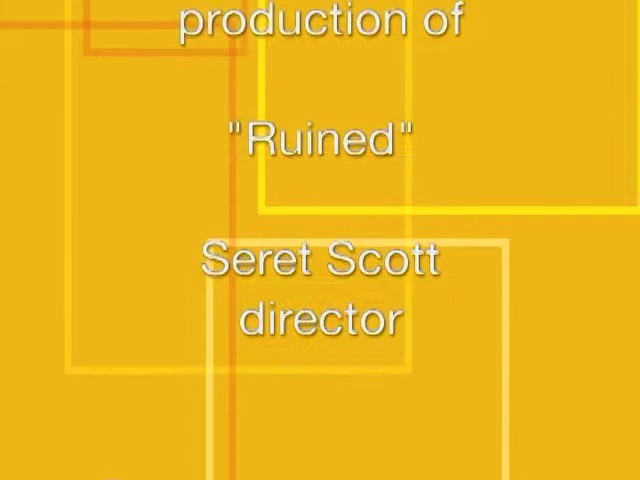 production of
"Ruined"
Seret Scott
director